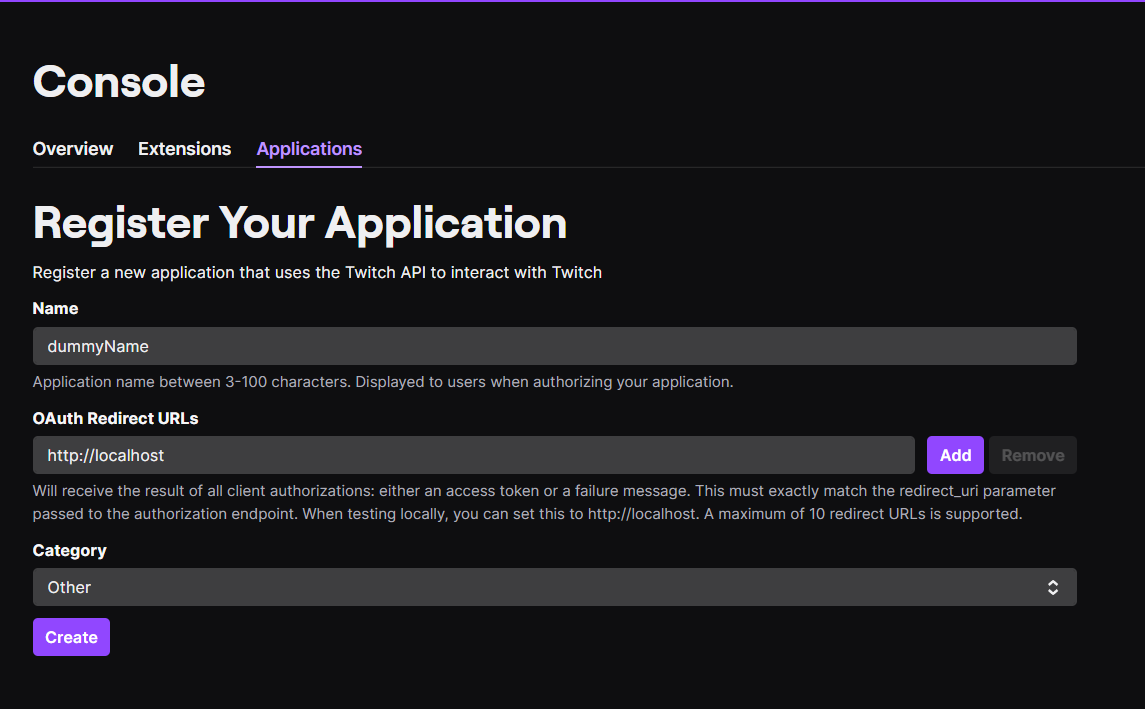 Console
Overview Extensions Applications
Register Your Application
Register a new application that uses the Twitch API to interact with Twitch
Name
dummyName
Application name between 3-100 characters. Displayed to users when authorizing your application.
OAuth Redirect URLs
http://localhost Add Remove
Will receive the result of all client authorizations: either an access token or a failure message. This must exactly match the redirect_uri parameter
passed to the authorization endpoint. When testing locally, you can set this to http://localhost. A maximum of 10 redirect URLs is supported.
Category
Other
Create